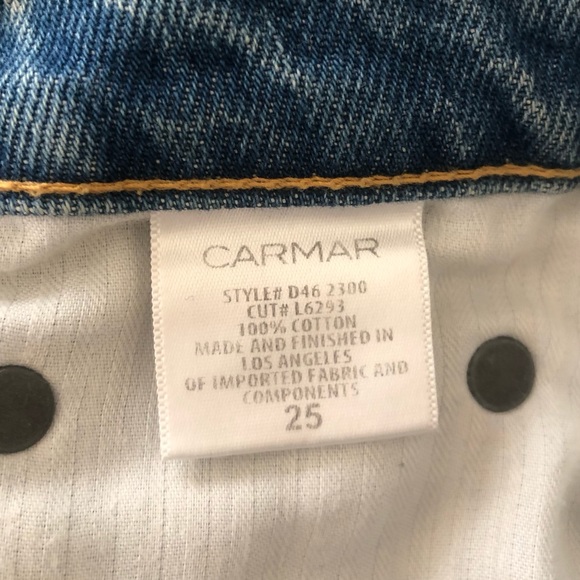 CARMAR
STYLE# D46 2300
CUT# L6293
100% COTTON
MADE AND FINISHED IN
LOS ANGELES
OF IMPORTED FABRIC AND
COMPONENTS
25